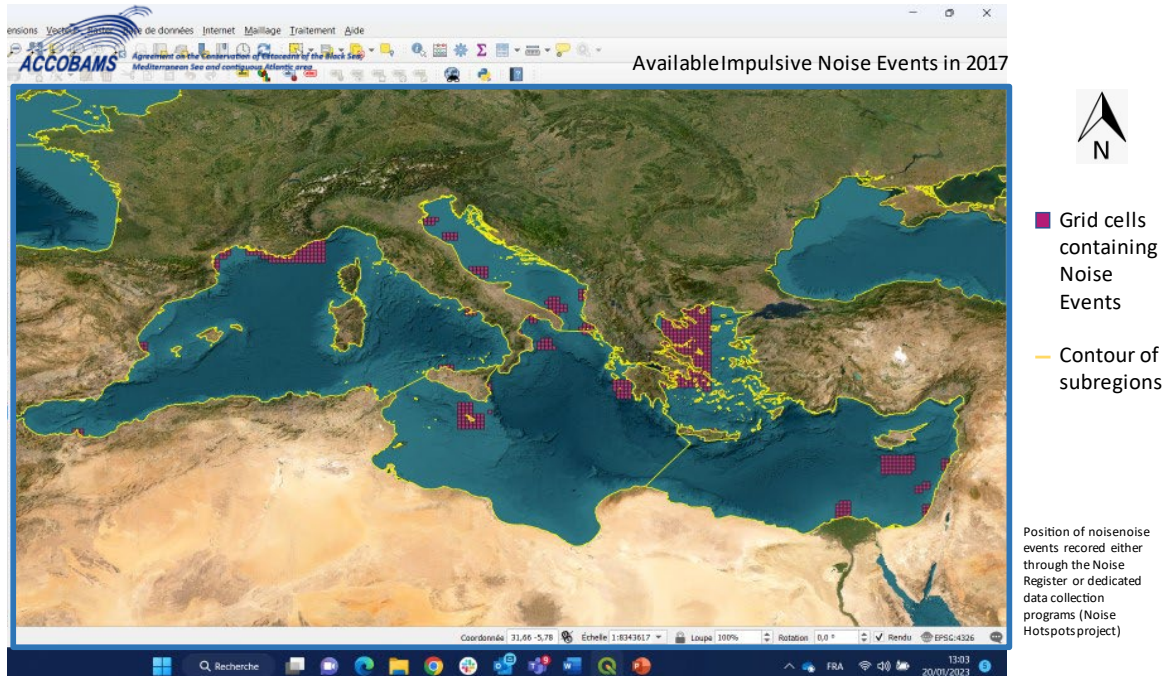 ensions Vecteur Raster Base de données Internet Maillage Traitement Aide
ACCOBAMS
Agreement on the Conservation of Cetaceans of the Black Sea,
Mediterranean Sea and contiguous Atlantic area
AvailableImpulsive Noise Events in 2017
N
Grid cells
containing
Noise
Events
Contour of
subregions
Position of noisenoise
events recored either
through the Noise
Register or dedicated
data collection
programs (Noise
Hotspotsproject)
Coordonnée 31,66 -5,78 Échelle 1:8343617 Loupe 100% Rotation 0,0 ° Rendu EPSG:4326
Recherche FRA 13:03
20/01/2023